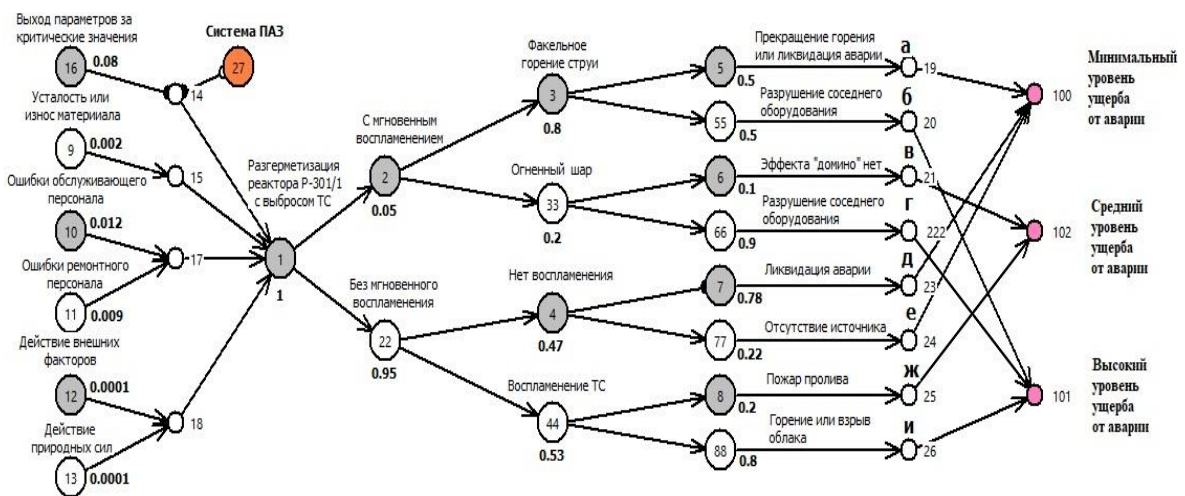 Выход параметров за
критические значения
16
0.08
Система ПАЗ
27
14
Усталость или
износ материиала
9
0.002
15
Ошибки обслуживающего
персонала
10
0.012
17
Ошибки ремонтного
персонала
11
0.009
Действие внешних
факторов
12
0.0001
18
Действие
природных сил
13
0.0001
Разгерметизация
реактора Р-301/1
с выбросом ТС
1
1
С мгновенным
воспламенением
2
0.05
Без мгновенного
воспламенения
22
0.95
Факельное
горение струи
3
0.8
Огненный шар
33
0.2
Нет воспламенения
4
0.47
Воспламенение ТС
44
0.53
Прекращение горения
или ликвидация аварии
5
0.5
а
19
Разрушение соседнего
оборудования
55
0.5
б
20
Эффекта "домино" нет
6
0.1
в
21
Разрушение соседнего
оборудования
66
0.9
г
222
Ликвидация аварии
7
0.78
д
23
Отсутствие источника
77
0.22
е
24
Пожар пролива
8
0.2
ж
25
Горение или взрыв
облака
88
0.8
и
26
100
Минимальный
уровень
ущерба
от аварии
102
Средний
уровень
ущерба
от аварии
101
Высокий
уровень
ущерба
от аварии